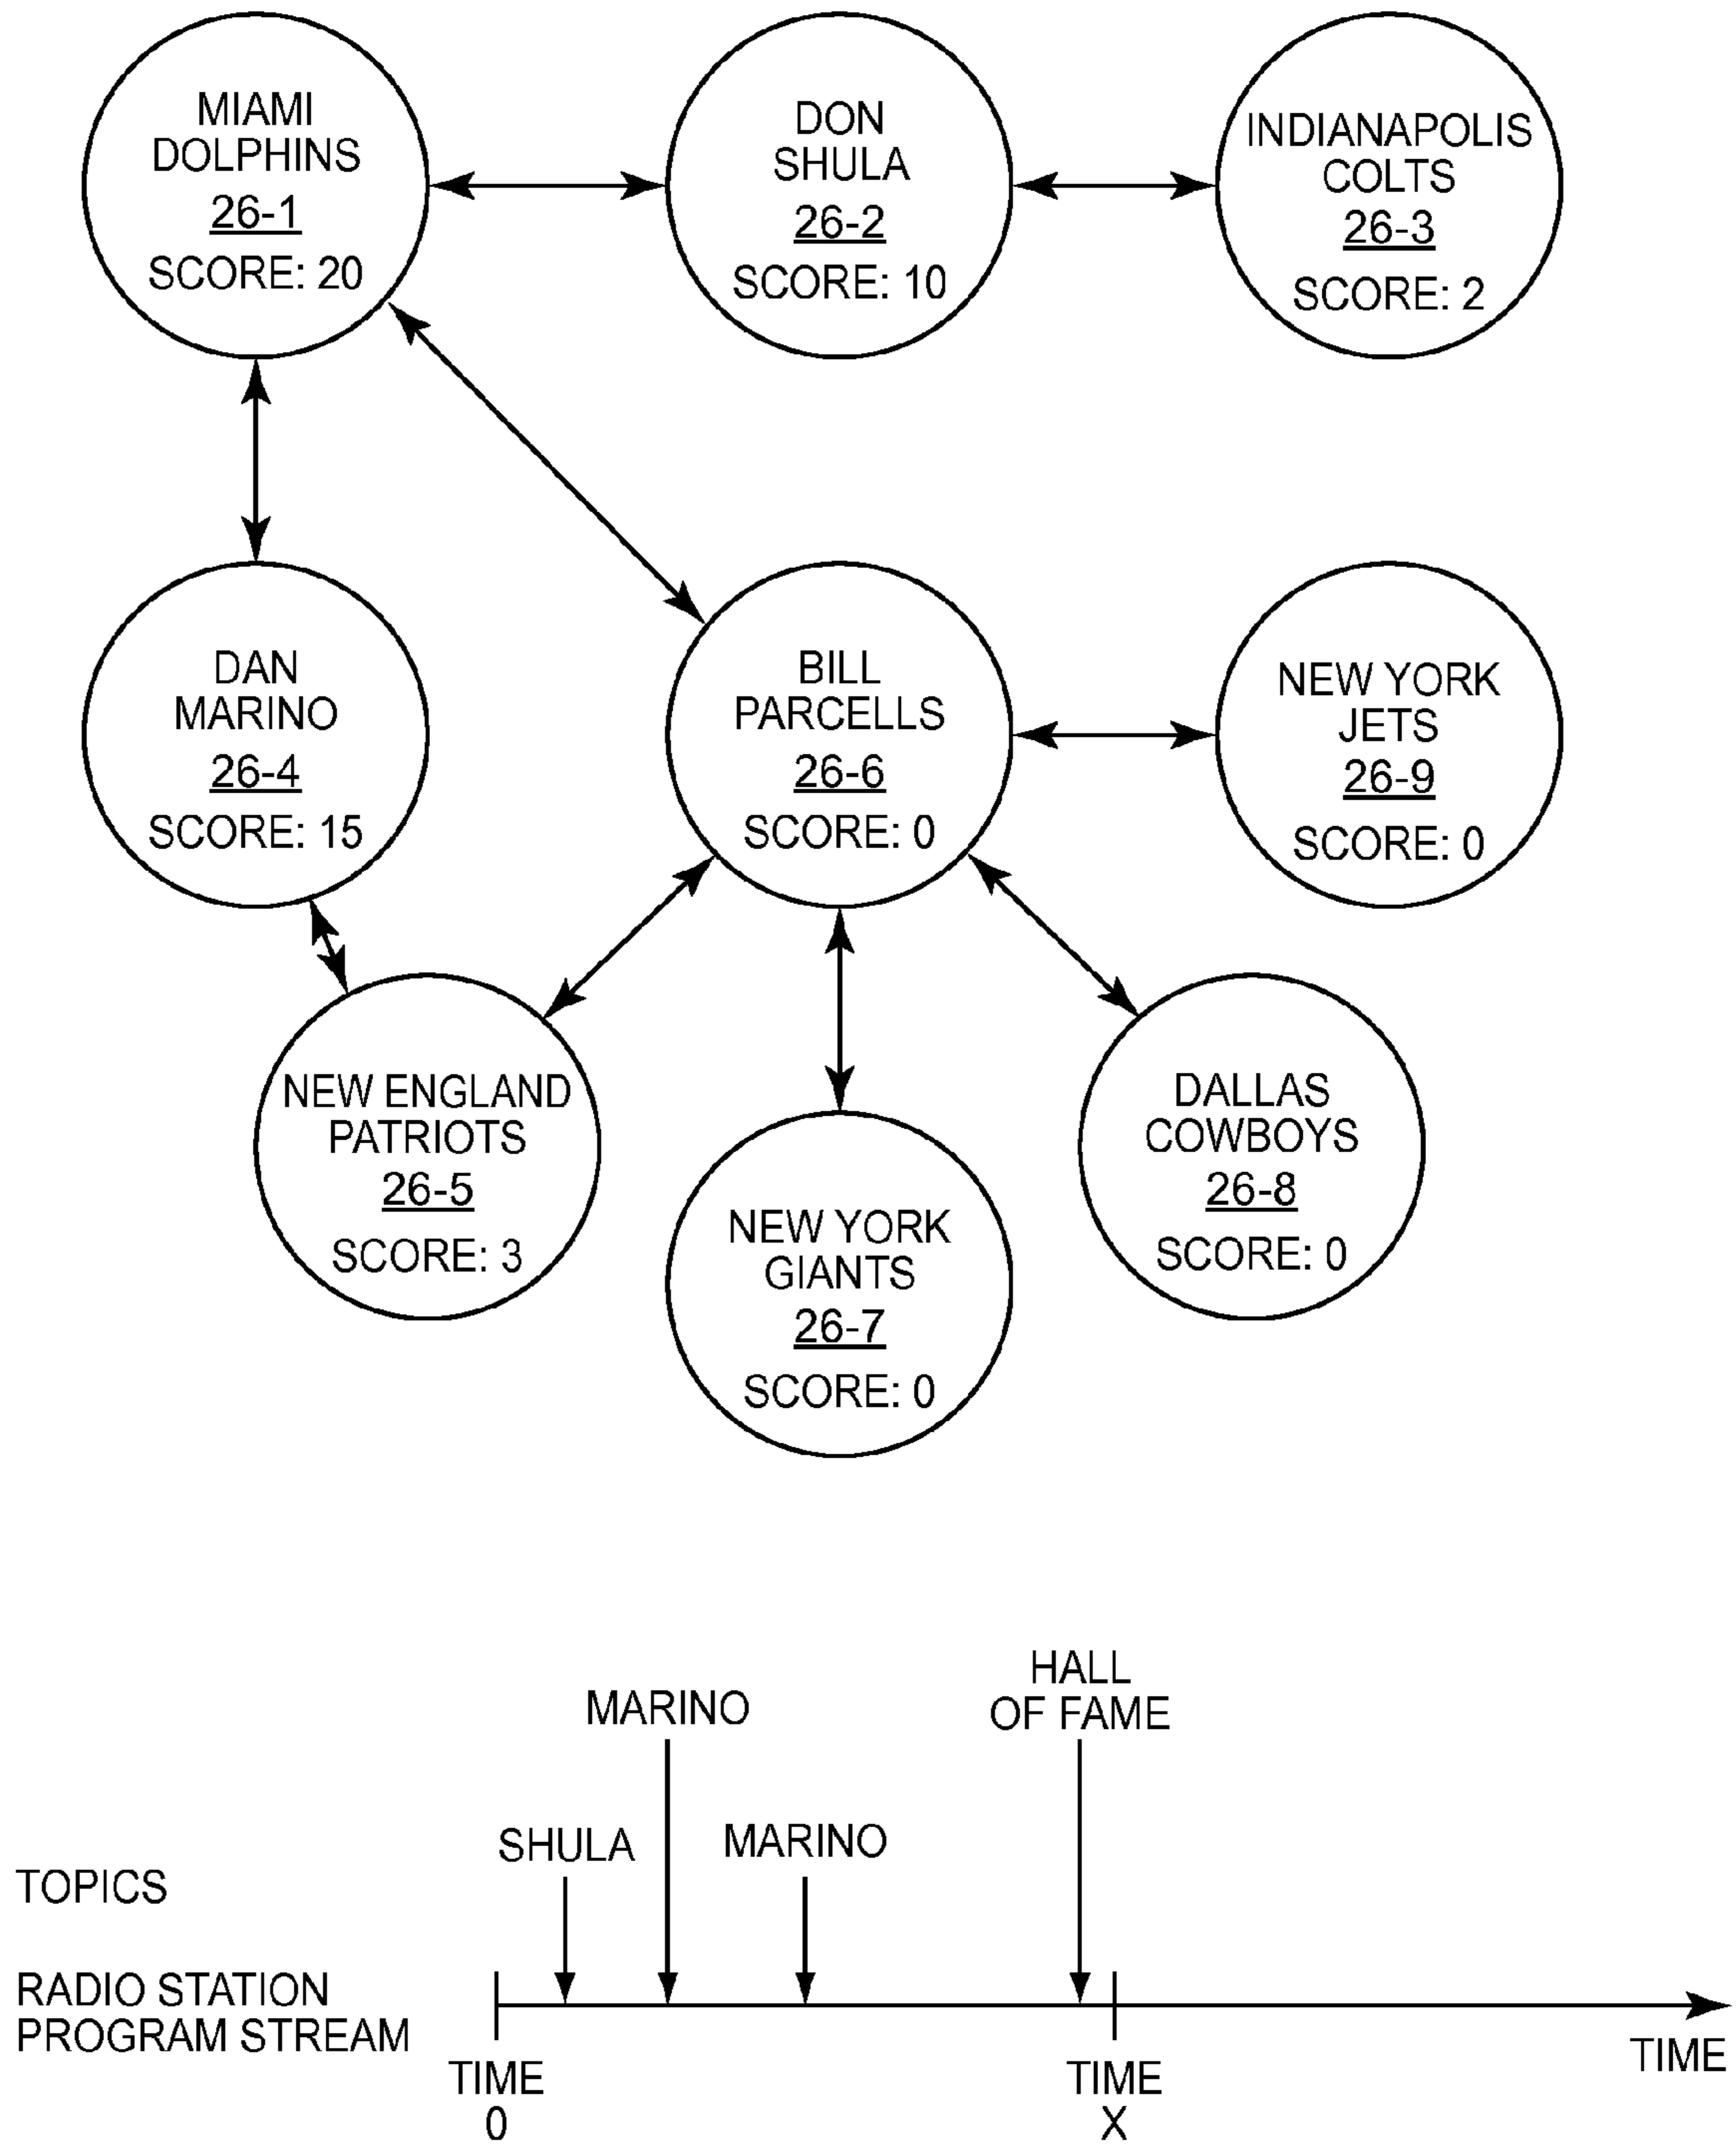 MIAMI
DOLPHINS
26-1
SCORE: 20
DON
SHULA
26-2
SCORE: 10
INDIANAPOLIS
COLTS
26-3
SCORE: 2
DAN
MARINO
26-4
SCORE: 15
BILL
PARCELLS
26-6
SCORE: 0
NEW YORK
JETS
26-9
SCORE: 0
NEW ENGLAND
PATRIOTS
26-5
SCORE: 3
NEW YORK
GIANTS
26-7
SCORE: 0
DALLAS
COWBOYS
26-8
SCORE: 0
HALL
OF FAME
MARINO
SHULA
MARINO
TOPICS
RADIO STATION
PROGRAM STREAM
TIME
0
TIME
X
TIME